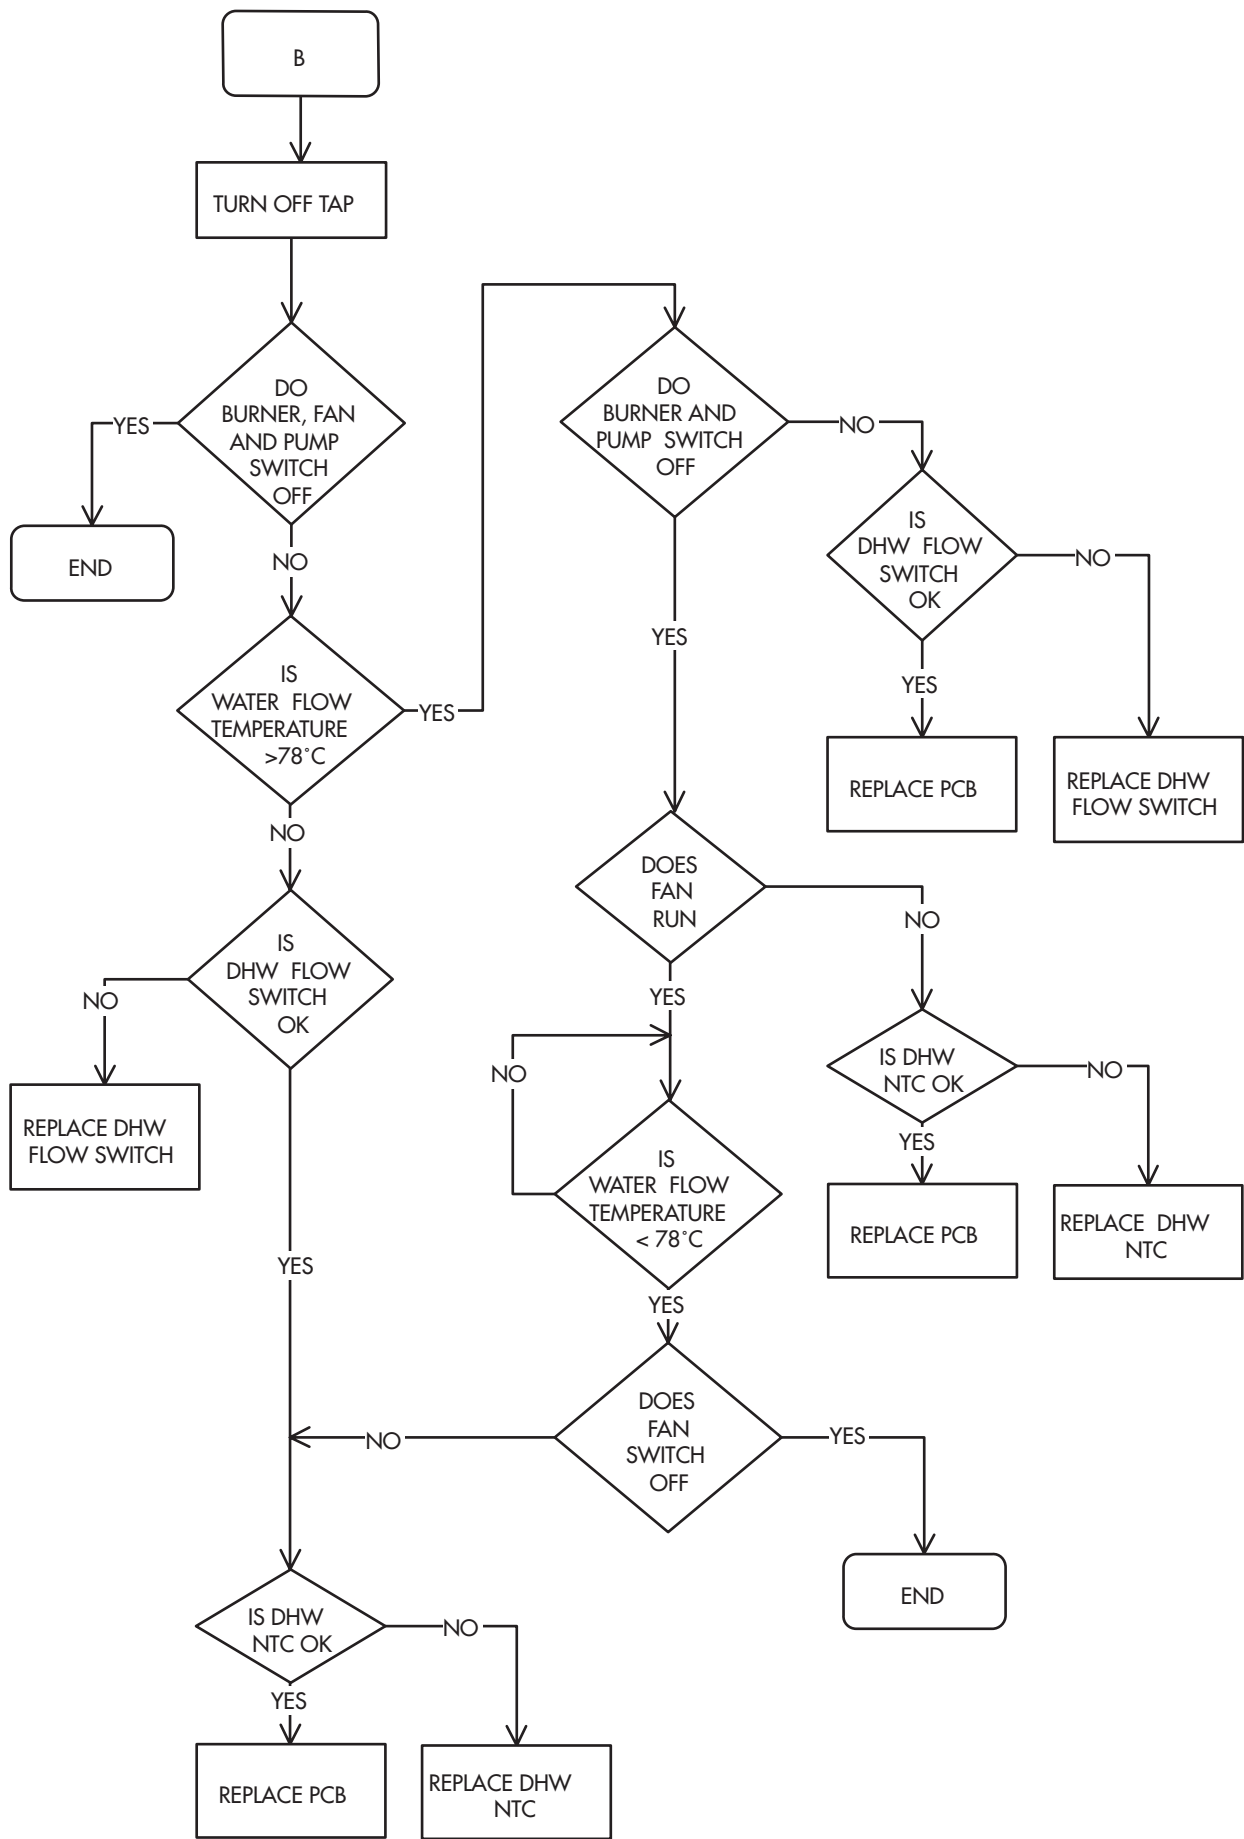 B
TURN OFF TAP
DO
BURNER, FAN
AND PUMP
SWITCH
OFF
YES
END
NO
IS
WATER FLOW
TEMPERATURE
>78°C
YES
NO
IS
DHW FLOW
SWITCH
OK
NO
REPLACE DHW
FLOW SWITCH
YES
DO
BURNER AND
PUMP SWITCH
OFF
NO
IS
DHW FLOW
SWITCH
OK
NO
YES
REPLACE PCB
REPLACE DHW
FLOW SWITCH
YES
DOES
FAN
RUN
NO
YES
IS DHW
NTC OK
NO
YES
REPLACE PCB
REPLACE DHW
NTC
NO
IS
WATER FLOW
TEMPERATURE
< 78°C
YES
DOES
FAN
SWITCH
OFF
NO
YES
END
IS DHW
NTC OK
NO
YES
REPLACE PCB
REPLACE DHW
NTC